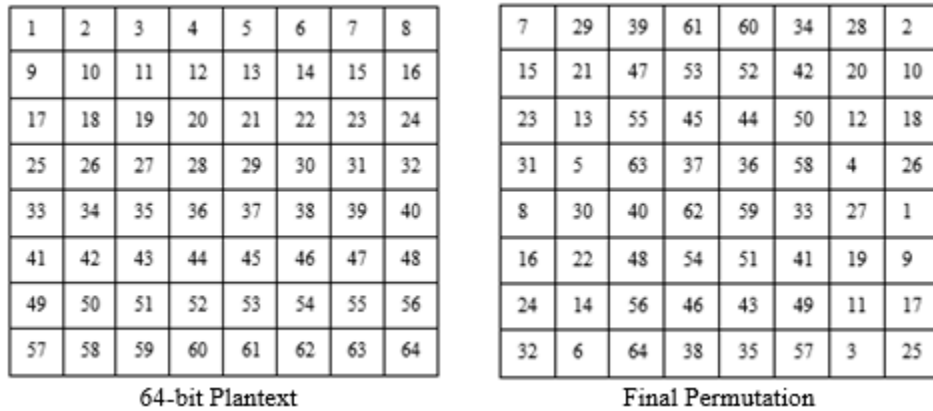 1 2 3 4 5 6 7 8
9 10 11 12 13 14 15 16
17 18 19 20 21 22 23 24
25 26 27 28 29 30 31 32
33 34 35 36 37 38 39 40
41 42 43 44 45 46 47 48
49 50 51 52 53 54 55 56
57 58 59 60 61 62 63 64
64-bit Plantext
7 29 39 61 60 34 28 2
15 21 47 53 52 42 20 10
23 13 55 45 44 50 12 18
31 5 63 37 36 58 4 26
8 30 40 62 59 33 27 1
16 22 48 54 51 41 19 9
24 14 56 46 43 49 11 17
32 6 64 38 35 57 3 25
Final Permutation